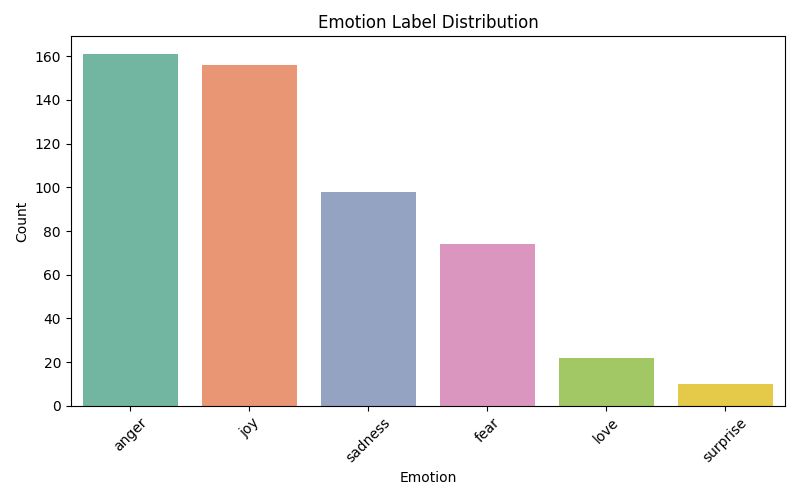 Emotion Label Distribution
Count
160
140
120
100
80
60
40
20
0
anger
joy
sadness
fear
love
surprise
Emotion